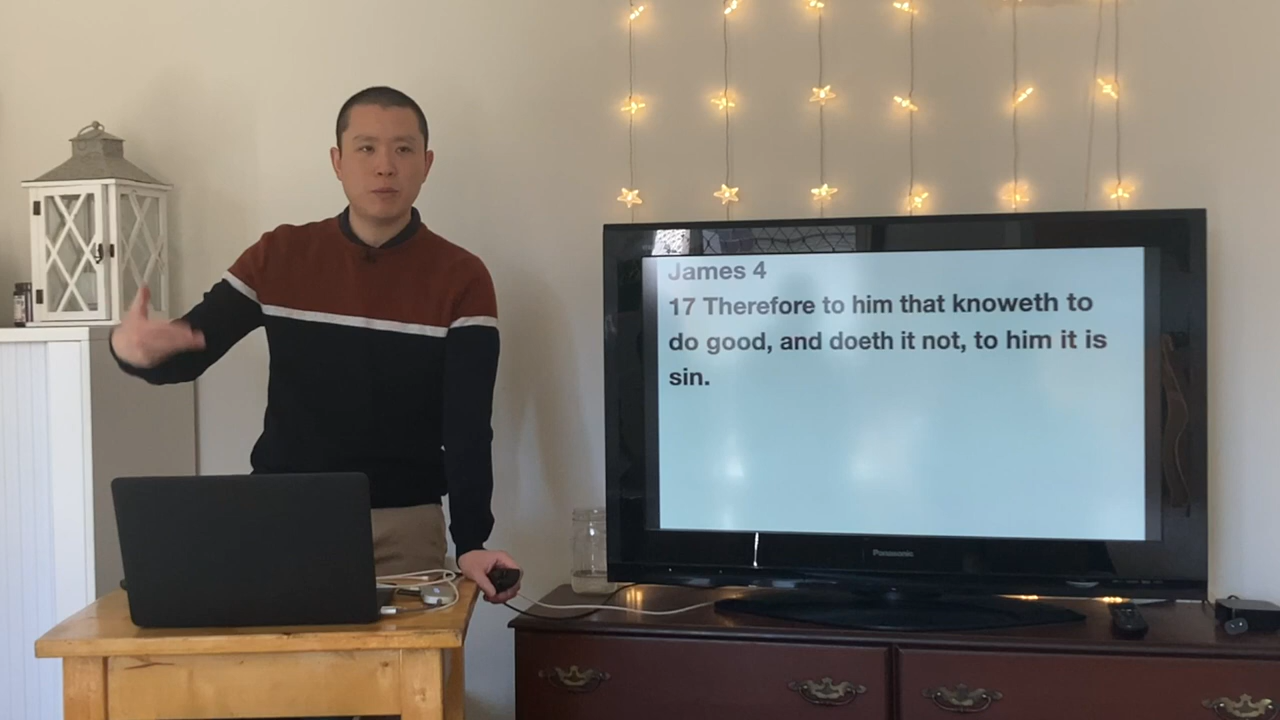 James 4
17 Therefore to him that knoweth to
do good, and doeth it not, to him it is
sin.
Panasonic